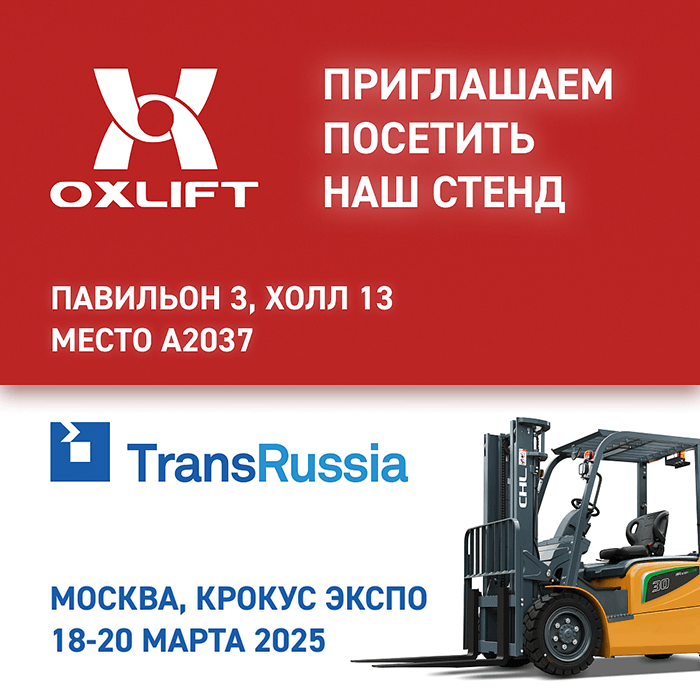 OXLIFT
ПРИГЛАШАЕМ
ПОСЕТИТЬ
НАШ СТЕНД
ПАВИЛЬОН 3, ХОЛЛ 13
МЕСТО А2037
TransRussia
МОСКВА, КРОКУС ЭКСПО
18-20 МАРТА 2025
CHL
30